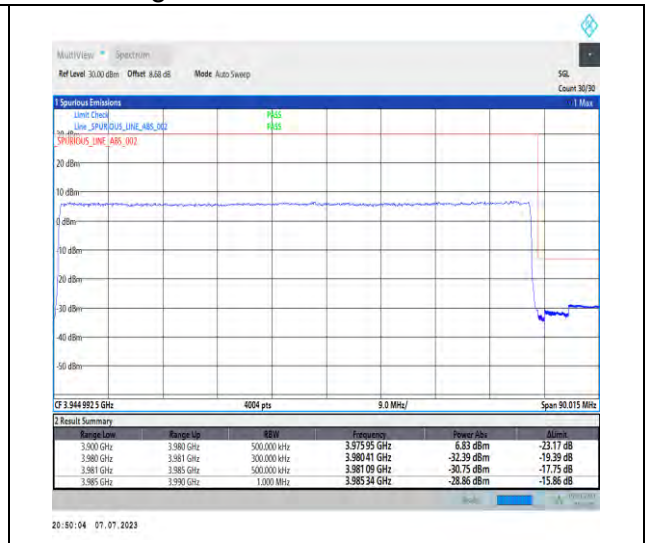 MultiView Spectrum
Ref Level 30.00 dBm Offset 8.68 dB Mode Auto Sweep SGL
Count 30/30
1 Spurious Emissions 1 Max
Limit Check PASS
Line _SPURIOUS_LINE_ABS_002 PASS
_SPURIOUS_LINE_ABS_002
20 dBm
10 dBm
0 dBm
-10 dBm
-20 dBm
-30 dBm
-40 dBm
-50 dBm
CF 3.944 992 5 GHz 4004 pts 9.0 MHz/ Span 90.015 MHz
2 Result Summary
Range Low Range Up RBW Frequency Power Abs ΔLimit
3.900 GHz 3.980 GHz 500.000 kHz 3.975 95 GHz 6.83 dBm -23.17 dB
3.980 GHz 3.981 GHz 300.000 kHz 3.980 41 GHz -32.39 dBm -19.39 dB
3.981 GHz 3.985 GHz 500.000 kHz 3.981 09 GHz -30.75 dBm -17.75 dB
3.985 GHz 3.990 GHz 1.000 MHz 3.985 34 GHz -28.86 dBm -15.86 dB
20:50:04 07.07.2023